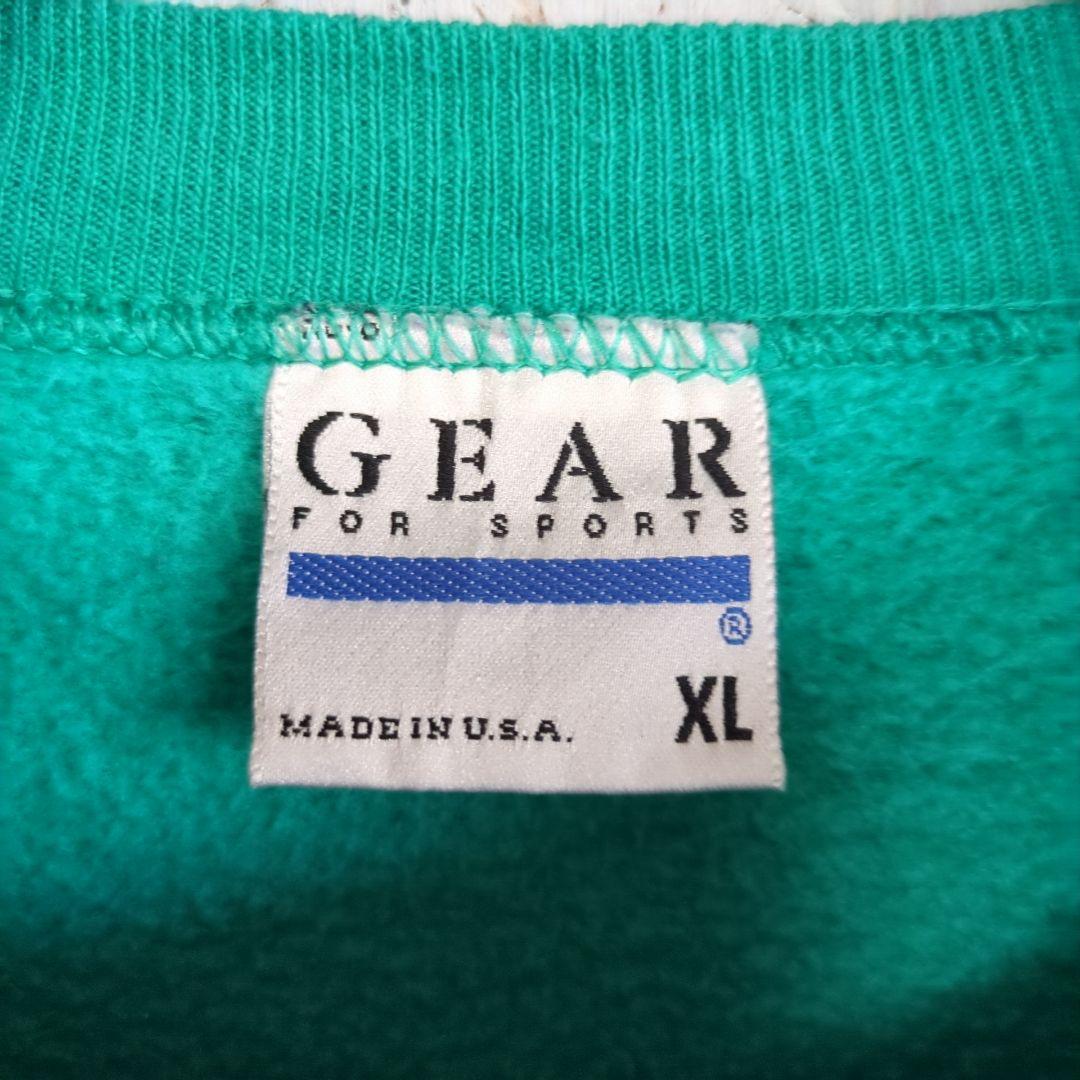 GEAR
FOR SPORTS
®
XL
MADE IN U.S.A.